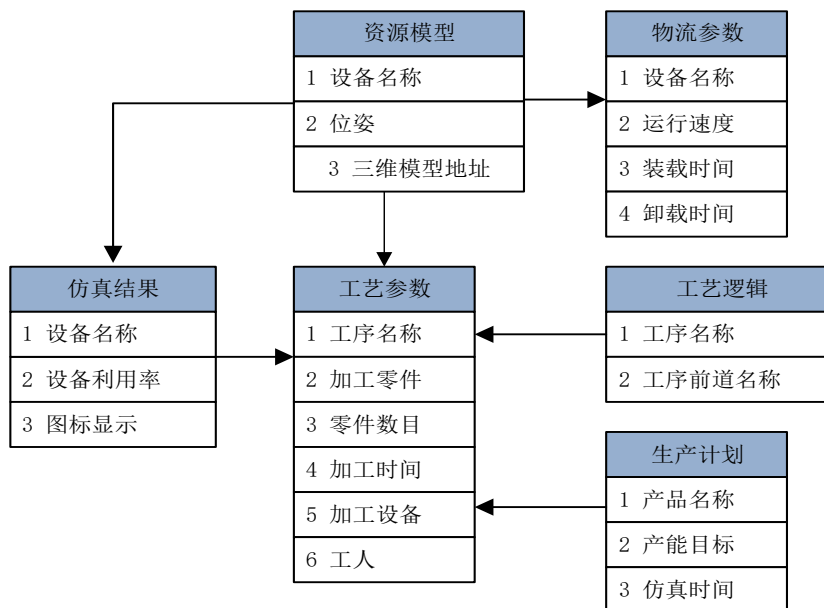 资源模型
1 设备名称
2 位姿
3 三维模型地址
物流参数
1 设备名称
2 运行速度
3 装载时间
4 卸载时间
仿真结果
1 设备名称
2 设备利用率
3 图标显示
工艺参数
1 工序名称
2 加工零件
3 零件数目
4 加工时间
5 加工设备
6 工人
工艺逻辑
1 工序名称
2 工序前道名称
生产计划
1 产品名称
2 产能目标
3 仿真时间